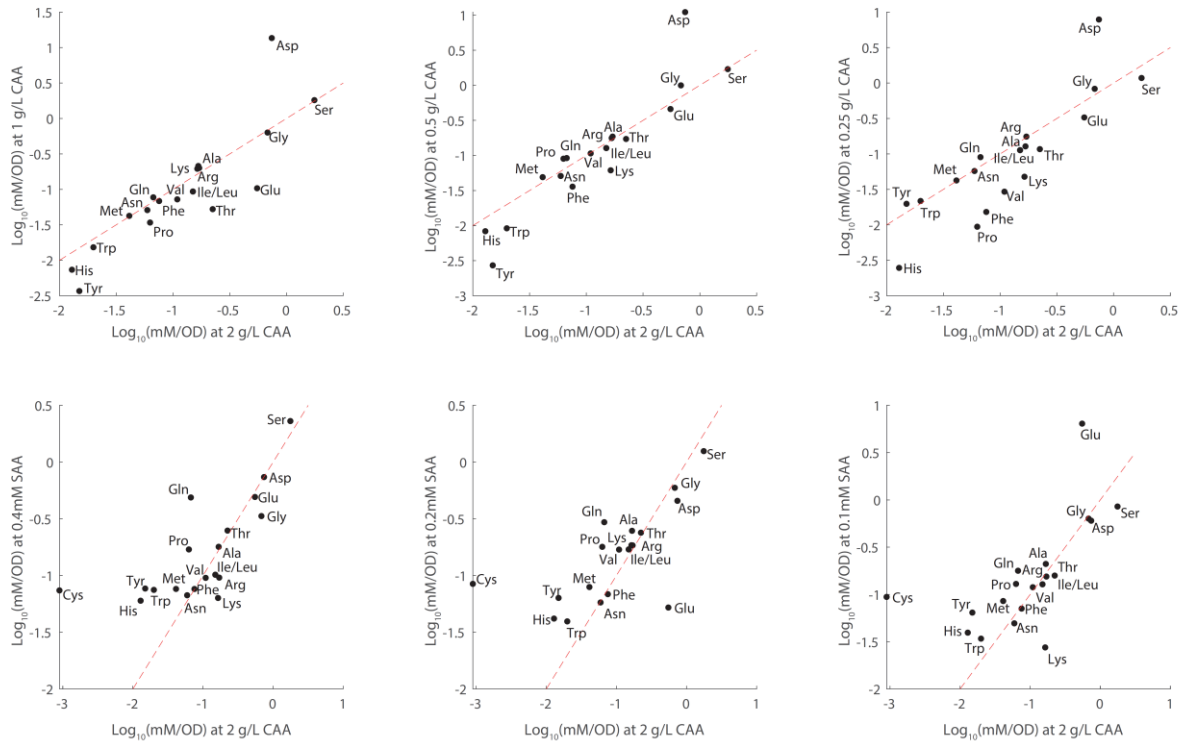 Log10(mM/OD) at 1 g/L CAA
1.5
1
0.5
0
-0.5
-1
-1.5
-2
-2.5
Asp
Ser
Gly
Ala
Lys
Arg
Gln
Val
Ile/Leu
Glu
Asn
Met
Phe
Thr
Pro
Trp
His
Tyr
-2
-1.5
-1
-0.5
0
0.5
Log10(mM/OD) at 2 g/L CAA
Log10(mM/OD) at 0.5 g/L CAA
1
0.5
0
-0.5
-1
-1.5
-2
-2.5
-3
Asp
Gly
Ser
Glu
Ala
Arg
Thr
Gln
Pro
Val
Ile/Leu
Met
Asn
Lys
Phe
His
Trp
Tyr
-2
-1.5
-1
-0.5
0
0.5
Log10(mM/OD) at 2 g/L CAA
Log10(mM/OD) at 0.25 g/L CAA
1
0.5
0
-0.5
-1
-1.5
-2
-2.5
-3
Asp
Gly
Ser
Glu
Arg
Ala
Gln
Ile/Leu
Thr
Met
Asn
Lys
Tyr
Val
Trp
Phe
Pro
His
-2
-1.5
-1
-0.5
0
0.5
Log10(mM/OD) at 2 g/L CAA
Log10(mM/OD) at 0.4mM SAA
0.5
0
-0.5
-1
-1.5
-2
Ser
Asp
Gln
Glu
Gly
Pro
Thr
Ala
Ile/Leu
Val
Tyr
Met
Arg
Cys
Phe
Trp
His
Asn
Lys
-3
-2
-1
0
1
Log10(mM/OD) at 2 g/L CAA
Log10(mM/OD) at 0.2mM SAA
0.5
0
-0.5
-1
-1.5
-2
Ser
Gly
Asp
Gln
Ala
Pro
Lys
Thr
Arg
Val
Ile/Leu
Cys
Met
Tyr
Phe
Asn
Glu
His
Trp
-3
-2
-1
0
1
Log10(mM/OD) at 2 g/L CAA
Log10(mM/OD) at 0.1mM SAA
0.1
0.5
0
-0.5
-1
-1.5
-2
Glu
Gly
Ser
Asp
Ala
Gln
Arg
Thr
Pro
Ile/Leu
Val
Cys
Met
Tyr
Phe
His
Asn
Trp
Lys
-3
-2
-1
0
1
Log10(mM/OD) at 2 g/L CAA